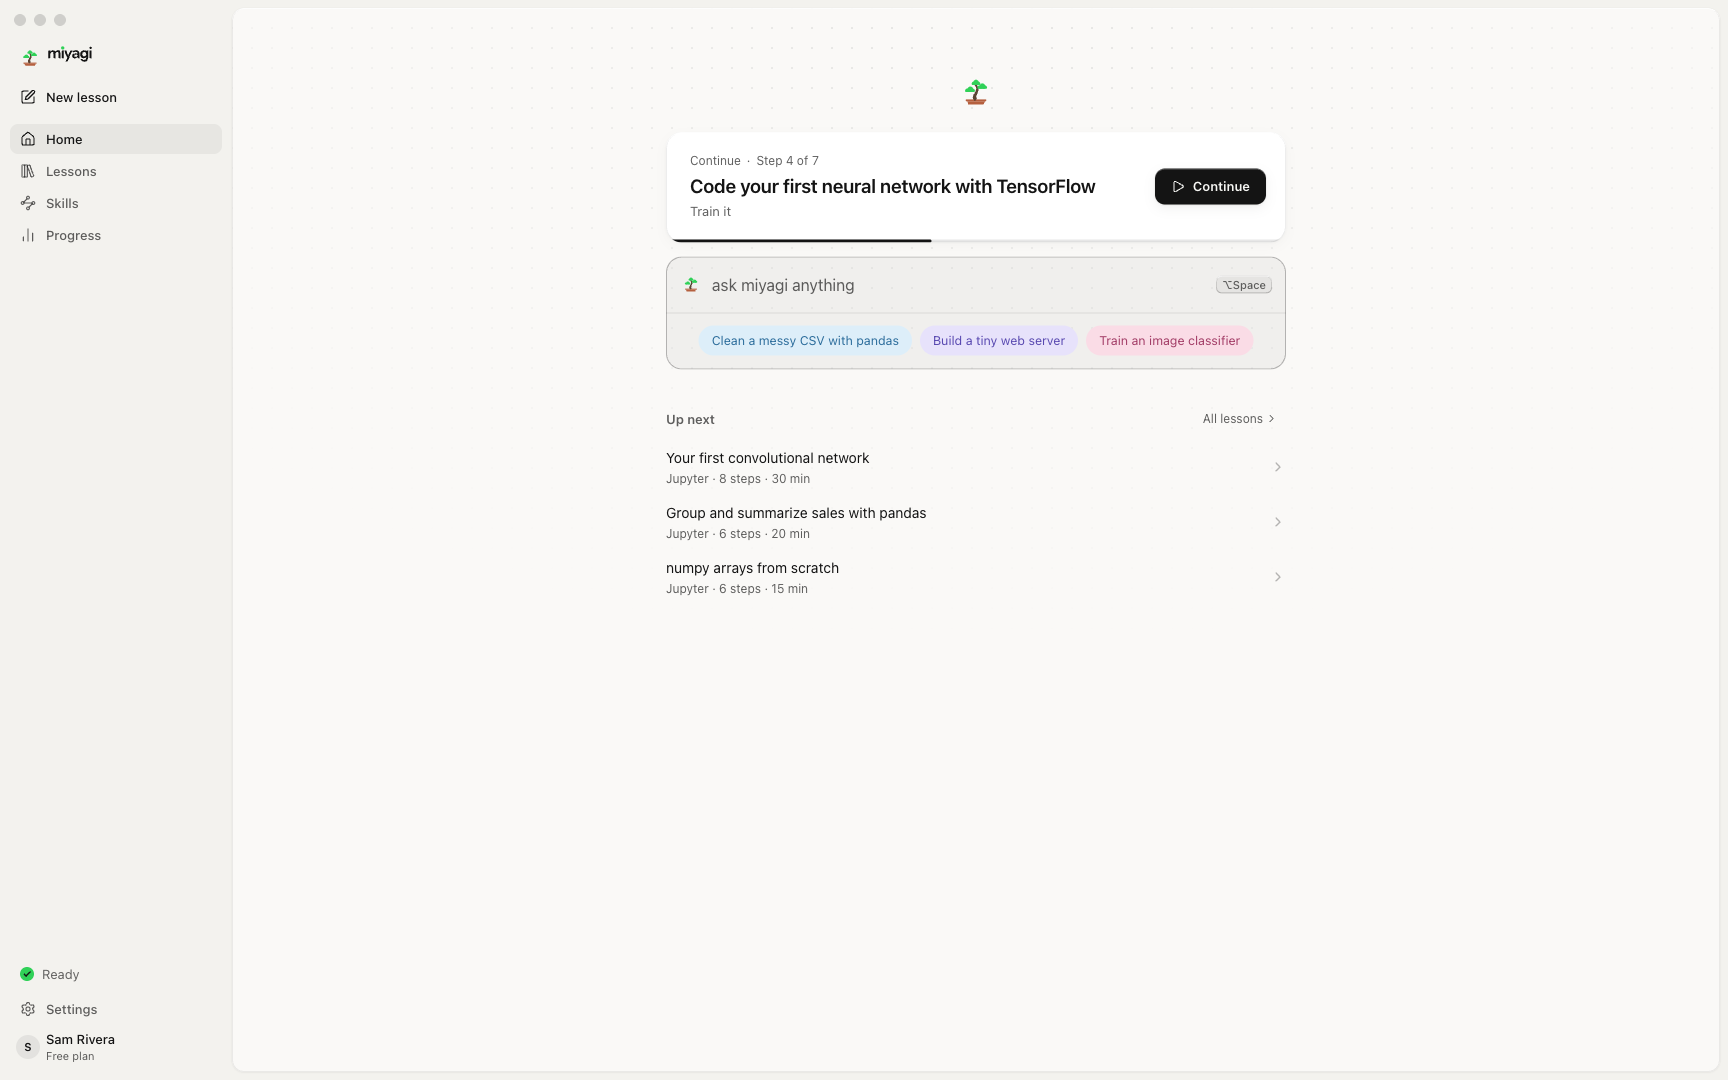 miyagi
New lesson
Home
Lessons
Skills
Progress
Ready
Settings
S
Sam Rivera
Free plan
Continue · Step 4 of 7
Code your first neural network with TensorFlow
Train it
Continue
ask miyagi anything
⌥Space
Clean a messy CSV with pandas
Build a tiny web server
Train an image classifier
Up next
All lessons
Your first convolutional network
Jupyter · 8 steps · 30 min
Group and summarize sales with pandas
Jupyter · 6 steps · 20 min
numpy arrays from scratch
Jupyter · 6 steps · 15 min